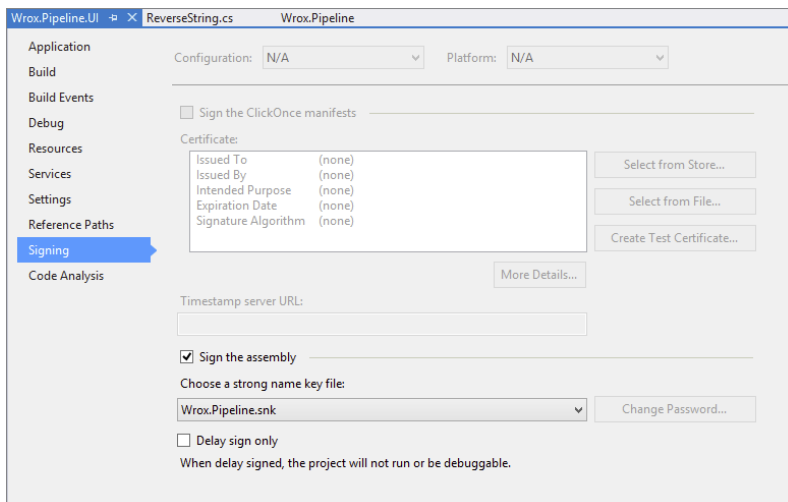 Wrox.Pipeline.UI ReverseString.cs Wrox.Pipeline
Application
Build
Build Events
Debug
Resources
Services
Settings
Reference Paths
Signing
Code Analysis
Configuration: N/A Platform: N/A
Sign the ClickOnce manifests
Certificate:
Issued To (none)
Issued By (none)
Intended Purpose (none)
Expiration Date (none)
Signature Algorithm (none)
Select from Store...
Select from File...
Create Test Certificate...
More Details...
Timestamp server URL:
Sign the assembly
Choose a strong name key file:
Wrox.Pipeline.snk
Change Password...
Delay sign only
When delay signed, the project will not run or be debuggable.